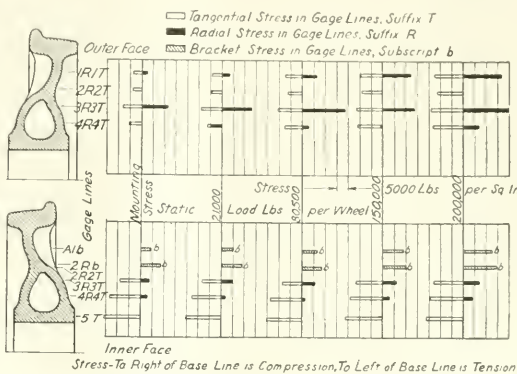 Tangential Stress in Gage Lines, Suffix T
Radial Stress in Gage Lines, Suffix R
Bracket Stress in Gage Lines, Subscript b
Outer Face
1R1T
2R2T
3R3T
4R4T
Gage Lines
Mounting Stress
Static
21,000
Load Lbs
80,500
per Wheel
150,000
200,000
Stress
5000 Lbs
per Sq In
A1b
2Rb
2R2T
3R3T
4R4T
5T
b b b b b
b b b b b
Inner Face
Stress-To Right of Base Line is Compression, To Left of Base Line is Tension